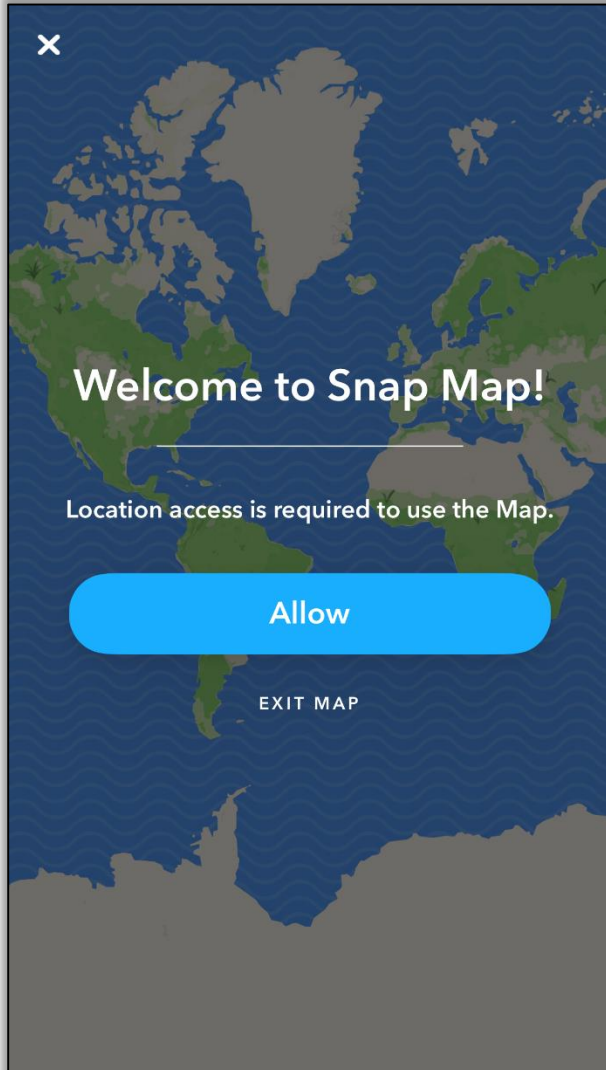 Welcome to Snap Map!
Location access is required to use the Map.
Allow
EXIT MAP